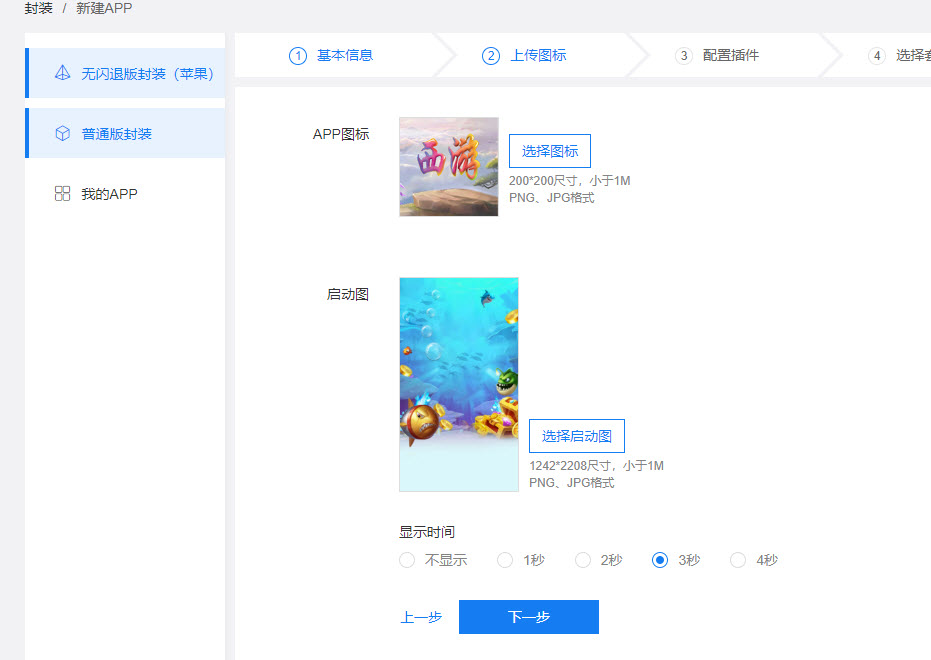 封装 / 新建APP
无闪退版封装（苹果）
普通版封装
我的APP
1 基本信息
2 上传图标
3 配置插件
4 选择套
APP图标
西游
选择图标
200*200尺寸，小于1M
PNG、JPG格式
启动图
选择启动图
1242*2208尺寸，小于1M
PNG、JPG格式
显示时间
不显示 1秒 2秒 3秒 4秒
上一步 下一步